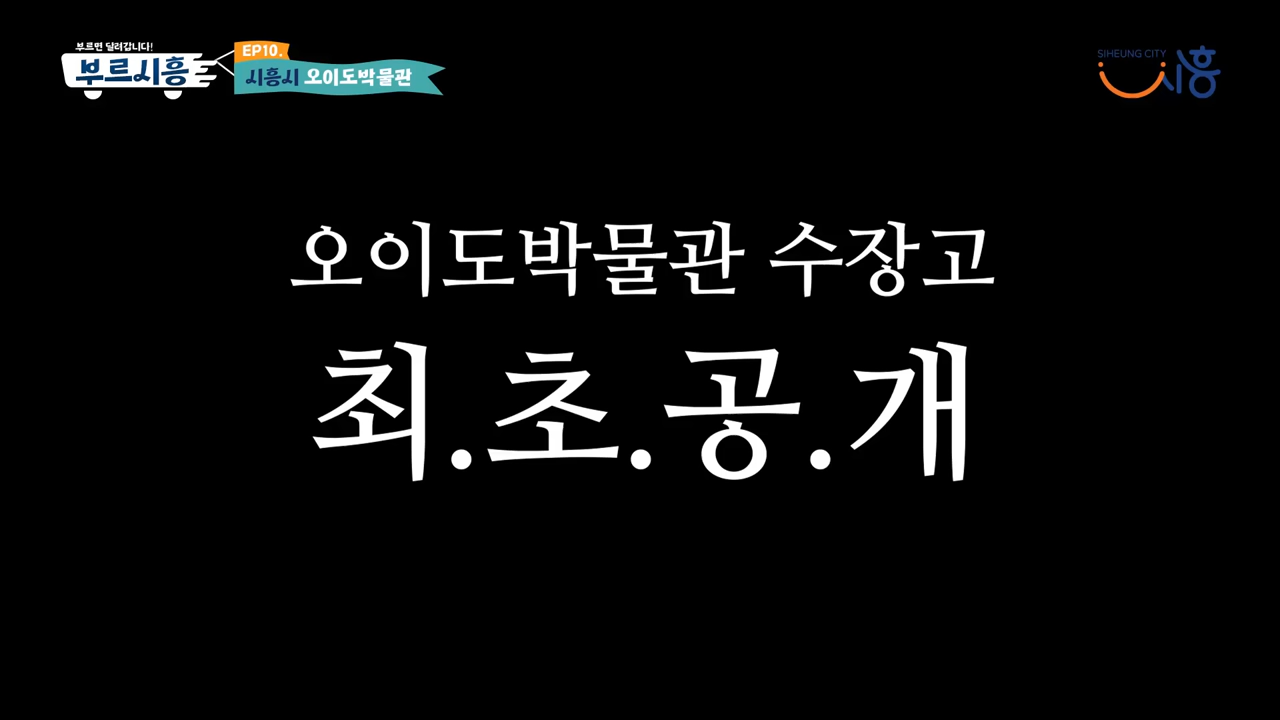 부르면 달려갑니다!
부르시흥
EP10.
시흥시 오이도박물관
SIHEUNG CITY
시흥
오이도박물관 수장고
최.초.공.개